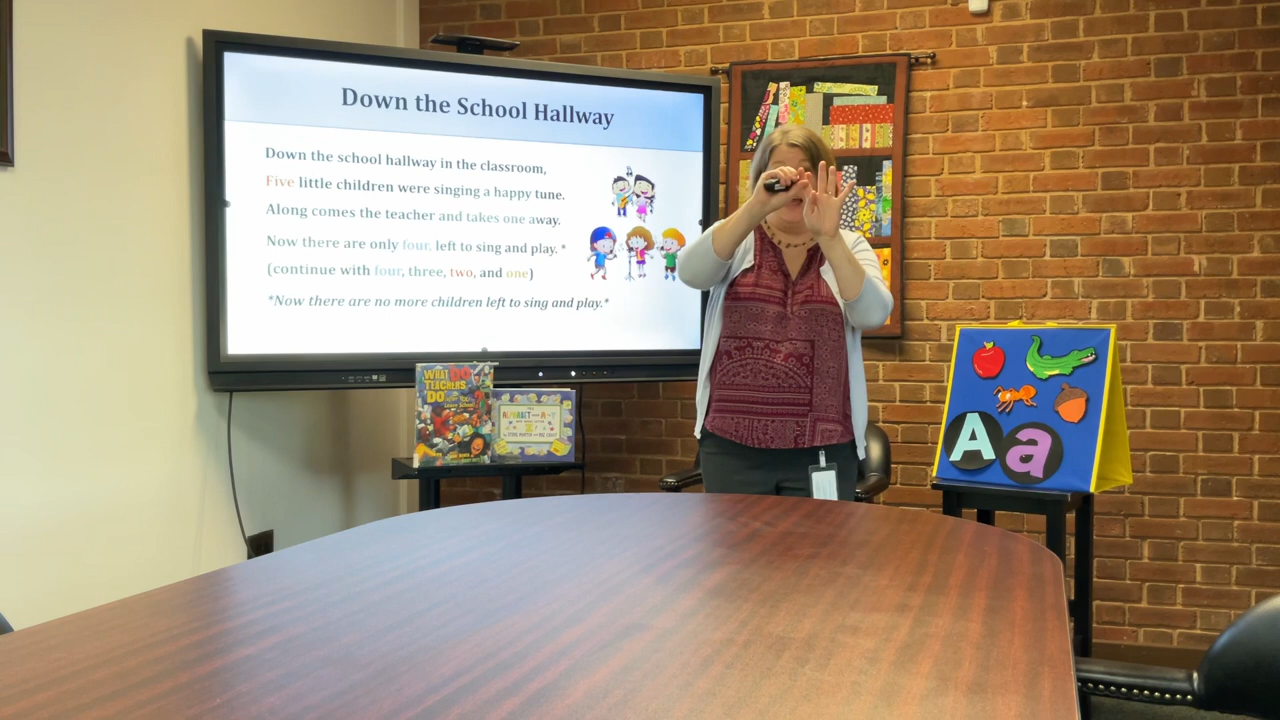 Down the School Hallway
Down the school hallway in the classroom,
Five little children were singing a happy tune.
Along comes the teacher and takes one away.
Now there are only four. left to sing and play. *
(continue with four, three, two, and one)
*Now there are no more children left to sing and play.*
WHAT DO
TEACHERS
DO
ALPHABET A-Y
A a